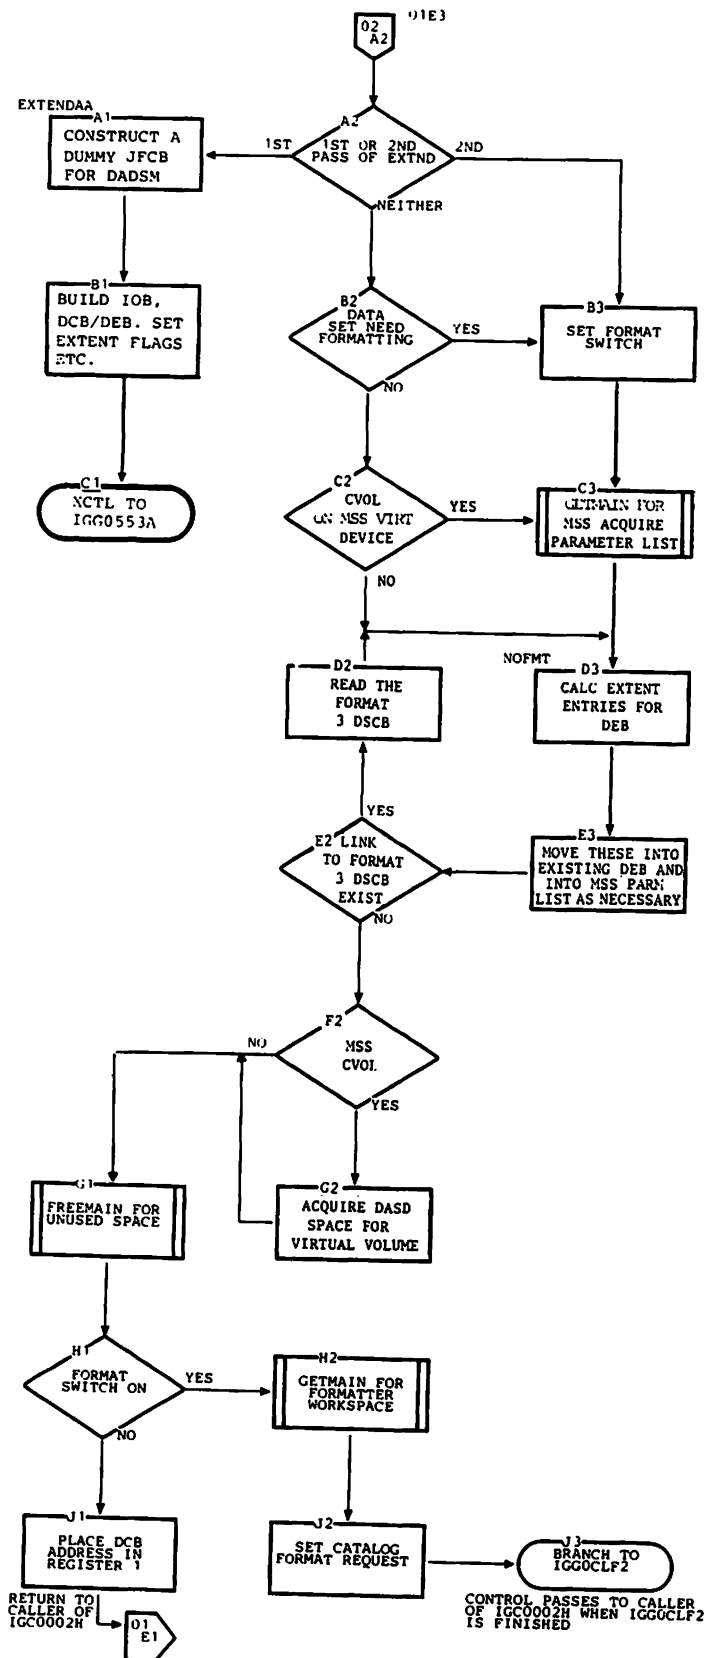 02
A2
01E3
EXTENDAA
A1
CONSTRUCT A
DUMMY JFCB
FOR DADSM
1ST
A2
1ST OR 2ND
PASS OF EXTND
2ND
NEITHER
B1
BUILD IOB,
DCB/DEB. SET
EXTENT FLAGS
ETC.
B2
DATA
SET NEED
FORMATTING
YES
NO
B3
SET FORMAT
SWITCH
C1
XCTL TO
IGG0553A
C2
CVOL
ON MSS VIRT
DEVICE
YES
NO
C3
GETMAIN FOR
MSS ACQUIRE
PARAMETER LIST
D2
READ THE
FORMAT
3 DSCB
NOFMT
D3
CALC EXTENT
ENTRIES FOR
DEB
YES
E2 LINK
TO FORMAT
3 DSCB
EXIST
NO
E3
MOVE THESE INTO
EXISTING DEB AND
INTO MSS PARM
LIST AS NECESSARY
F2
MSS
CVOL
NO
YES
G1
FREEMAIN FOR
UNUSED SPACE
G2
ACQUIRE DASD
SPACE FOR
VIRTUAL VOLUME
H1
FORMAT
SWITCH ON
YES
NO
H2
GETMAIN FOR
FORMATTER
WORKSPACE
J1
PLACE DCB
ADDRESS IN
REGISTER 1
J2
SET CATALOG
FORMAT REQUEST
J3
BRANCH TO
IGG0CLF2
RETURN TO
CALLER OF
IGC0002H
01
E1
CONTROL PASSES TO CALLER
OF IGC0002H WHEN IGG0CLF2
IS FINISHED